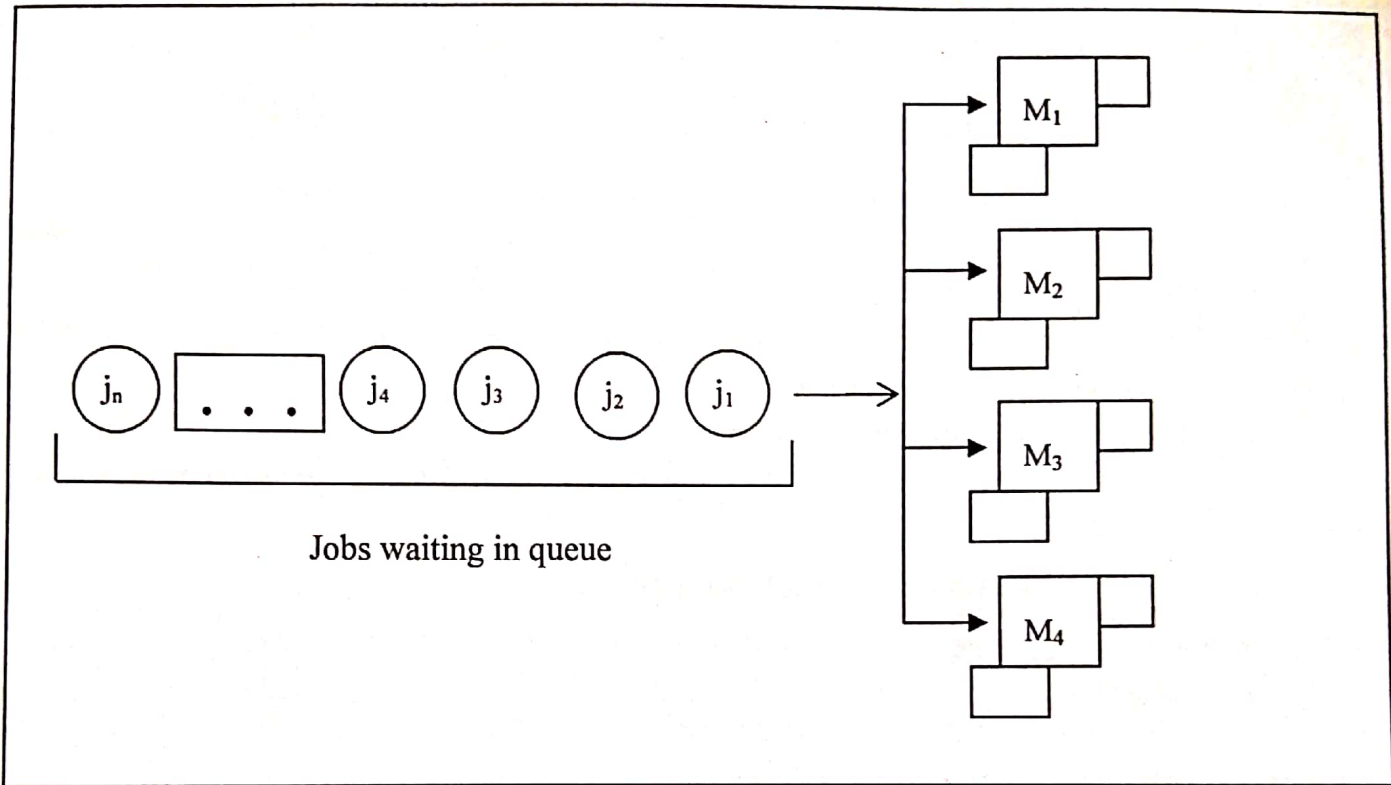 M₁
M₂
jₙ . . . j₄ j₃ j₂ j₁
M₃
Jobs waiting in queue
M₄